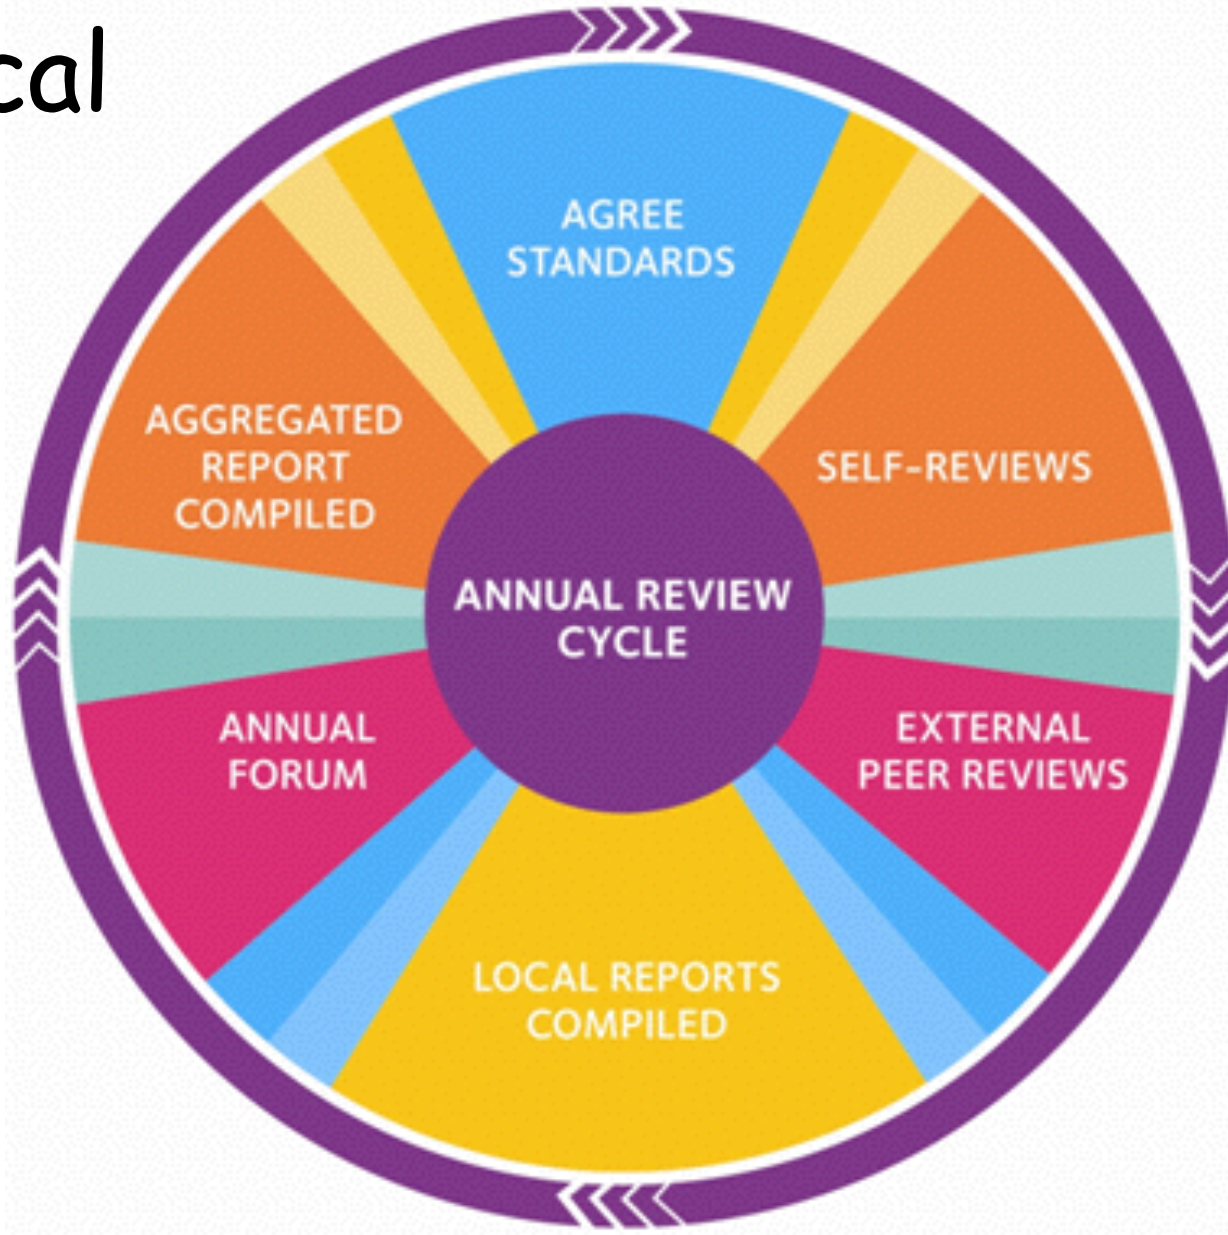 cal
AGREE
STANDARDS
SELF-REVIEWS
EXTERNAL
PEER REVIEWS
LOCAL REPORTS
COMPILED
ANNUAL
FORUM
AGGREGATED
REPORT
COMPILED
ANNUAL REVIEW
CYCLE